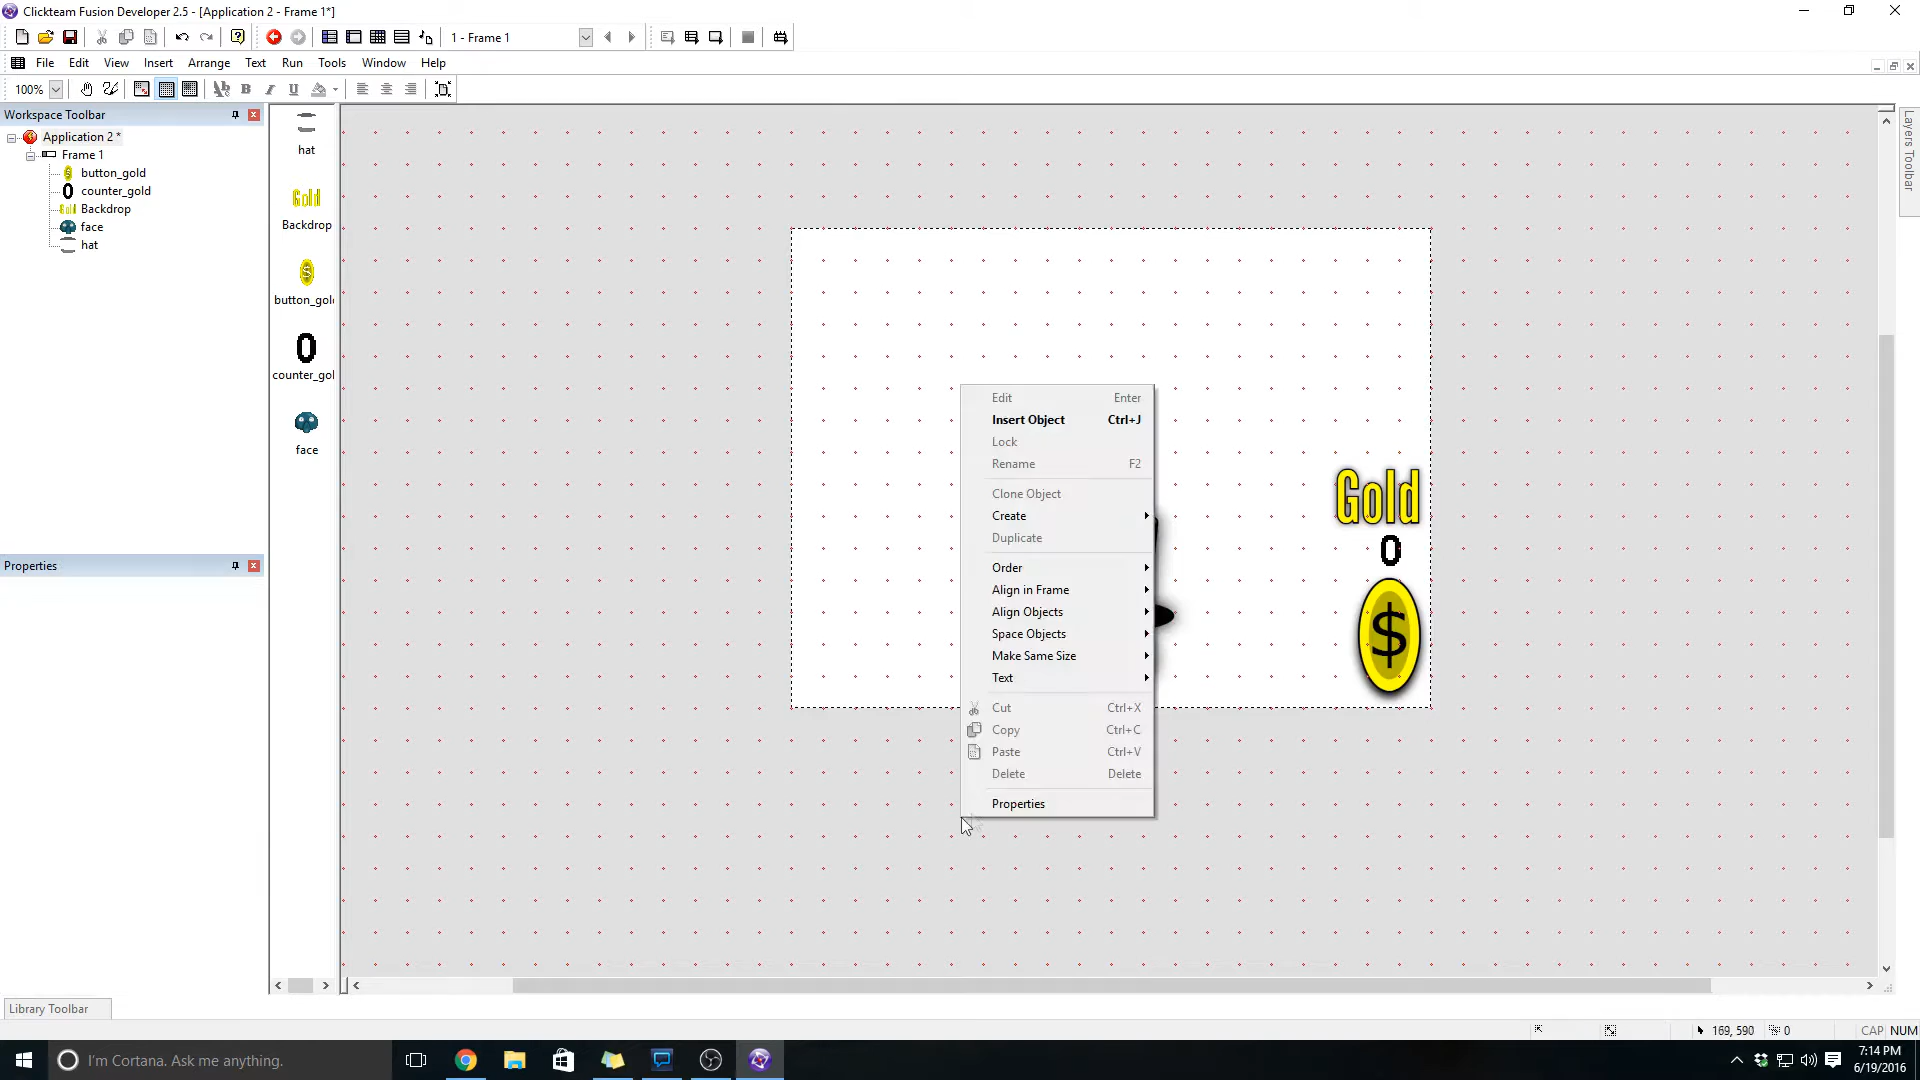 Clickteam Fusion Developer 2.5 - [Application 2 - Frame 1*]
1 - Frame 1
File Edit View Insert Arrange Text Run Tools Window Help
100%
Workspace Toolbar
Application 2 *
Frame 1
button_gold
counter_gold
Backdrop
face
hat
hat
Gold
Backdrop
$
button_gol
0
counter_gol
face
Edit Enter
Insert Object Ctrl+J
Lock
Rename F2
Clone Object
Create
Duplicate
Order
Align in Frame
Align Objects
Space Objects
Make Same Size
Text
Cut Ctrl+X
Copy Ctrl+C
Paste Ctrl+V
Delete Delete
Properties
Gold
0
$
Layers Toolbar
Properties
Library Toolbar
169, 590 0 CAP NUM
I'm Cortana. Ask me anything.
7:14 PM
6/19/2016